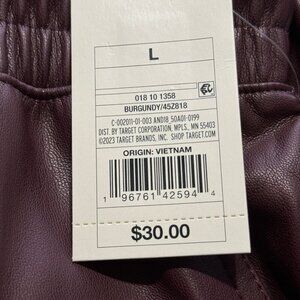 L
018 10 1358
BURGUNDY/45Z818
C-002011-01-003 AND18 50A01-0199
DIST. BY TARGET CORPORATION, MPLS, MN 55403
©2023 TARGET BRANDS, INC. SHOP TARGET.COM
ORIGIN: VIETNAM
1 96761 42594 4
$30.00